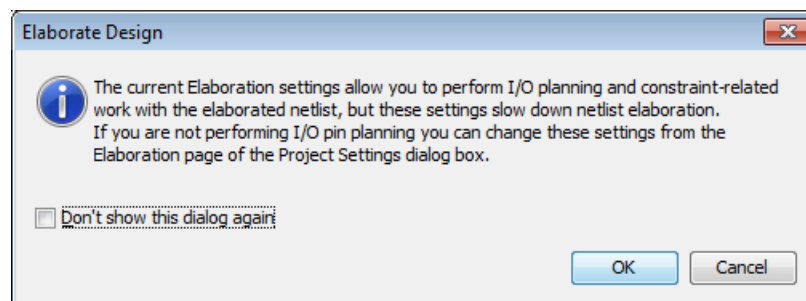 Elaborate Design
The current Elaboration settings allow you to perform I/O planning and constraint-related
work with the elaborated netlist, but these settings slow down netlist elaboration.
If you are not performing I/O pin planning you can change these settings from the
Elaboration page of the Project Settings dialog box.
Don't show this dialog again
OK Cancel